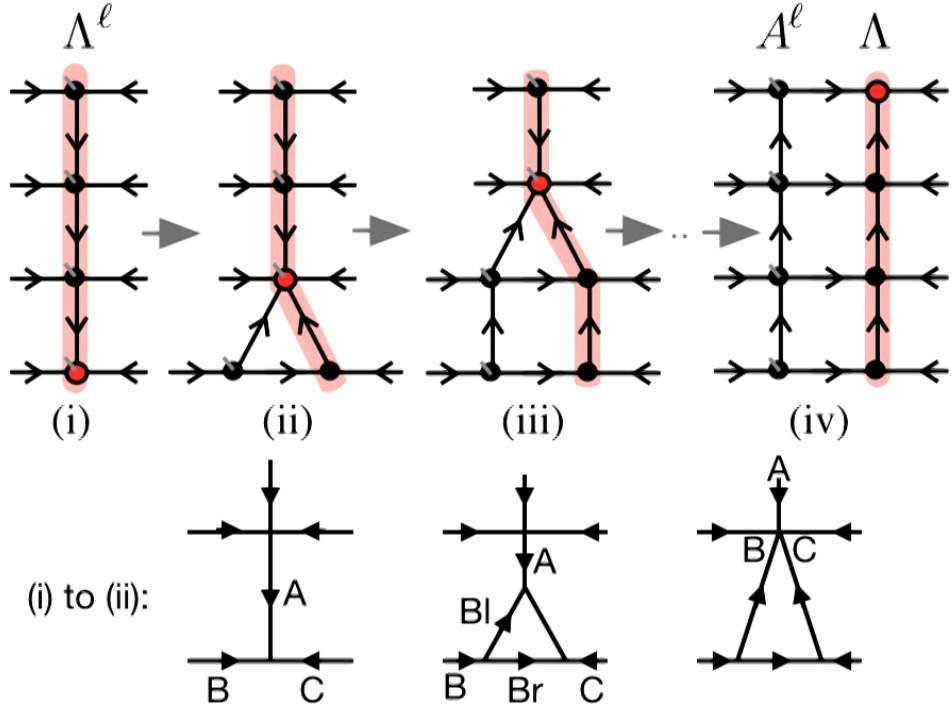 Λ^ℓ A^ℓ Λ
.. 
(i) (ii) (iii) (iv)
A
A B C
(i) to (ii): A Bl
B C B Br C